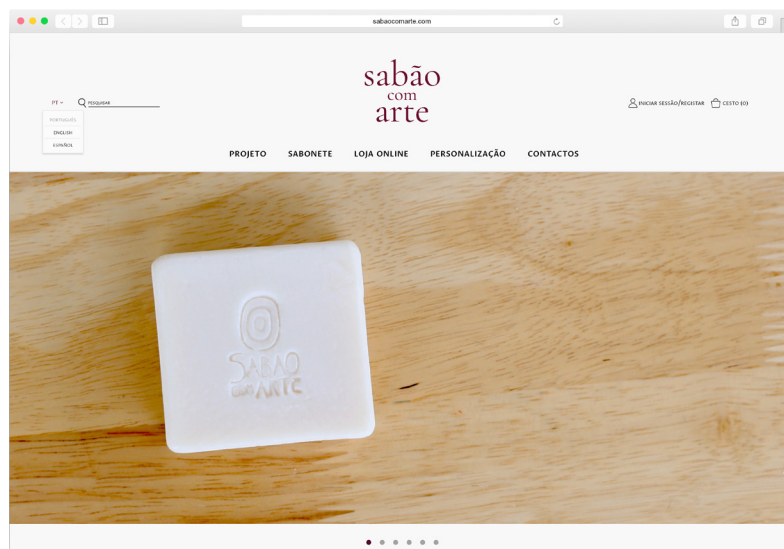 sabaocomarte.com
sabão
com
arte
PT
PESQUISAR
INICIAR SESSÃO/REGISTAR
CESTO (0)
PORTUGUÊS
ENGLISH
ESPAÑOL
PROJETO SABONETE LOJA ONLINE PERSONALIZAÇÃO CONTACTOS
SABÃO
COM ARTE